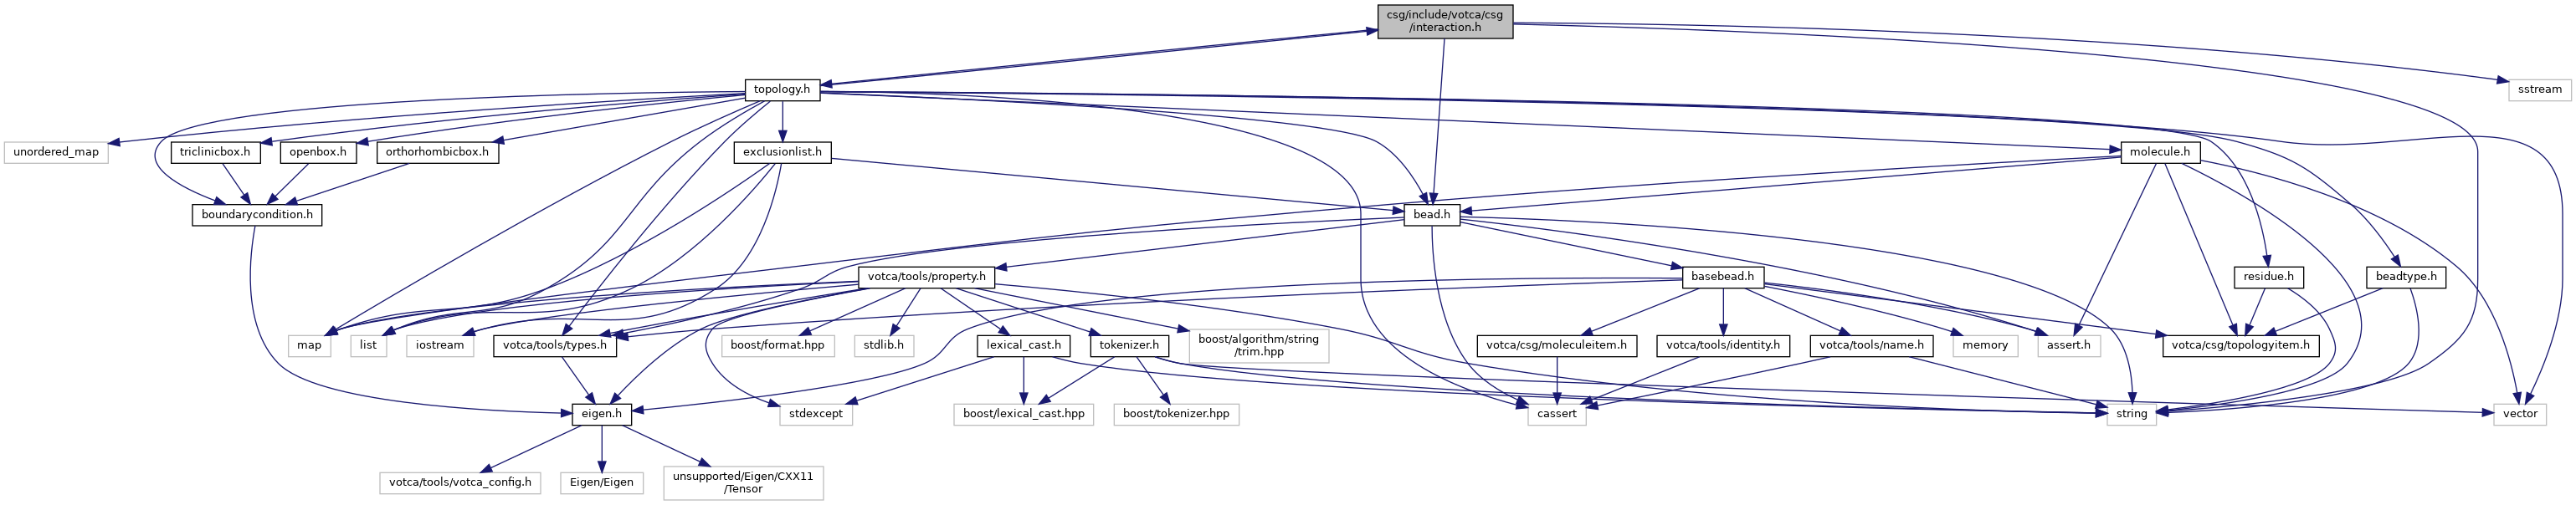 csg/include/votca/csg
/interaction.h
topology.h
sstream
unordered_map
triclinicbox.h
openbox.h
orthorhombicbox.h
exclusionlist.h
molecule.h
boundarycondition.h
bead.h
votca/tools/property.h
basebead.h
residue.h
beadtype.h
map
list
iostream
votca/tools/types.h
boost/format.hpp
stdlib.h
lexical_cast.h
tokenizer.h
boost/algorithm/string
/trim.hpp
votca/csg/moleculeitem.h
votca/tools/identity.h
votca/tools/name.h
memory
assert.h
votca/csg/topologyitem.h
eigen.h
stdexcept
boost/lexical_cast.hpp
boost/tokenizer.hpp
cassert
string
vector
votca/tools/votca_config.h
Eigen/Eigen
unsupported/Eigen/CXX11
/Tensor